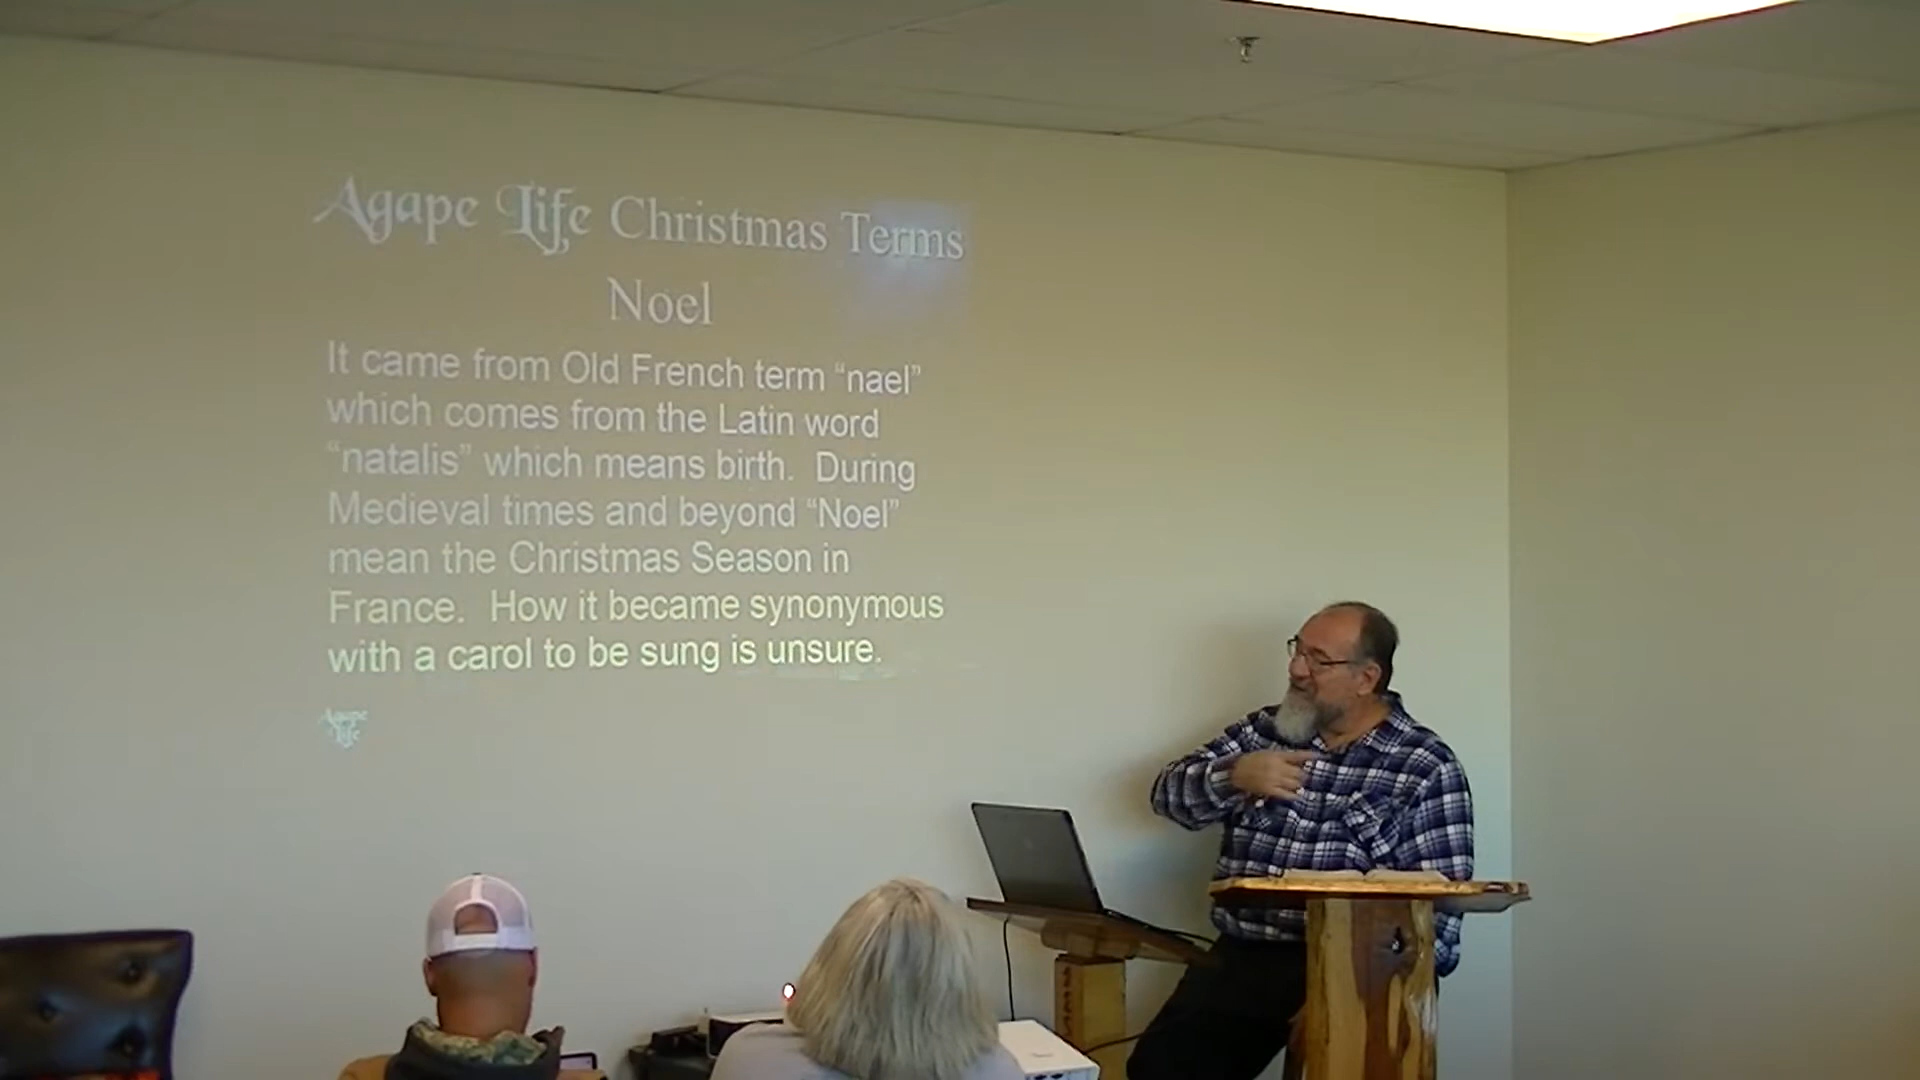 Agape Life Christmas Terms
Noel
It came from Old French term “nael”
which comes from the Latin word
“natalis” which means birth.  During
Medieval times and beyond “Noel”
mean the Christmas Season in
France.  How it became synonymous
with a carol to be sung is unsure.
Agape
Life